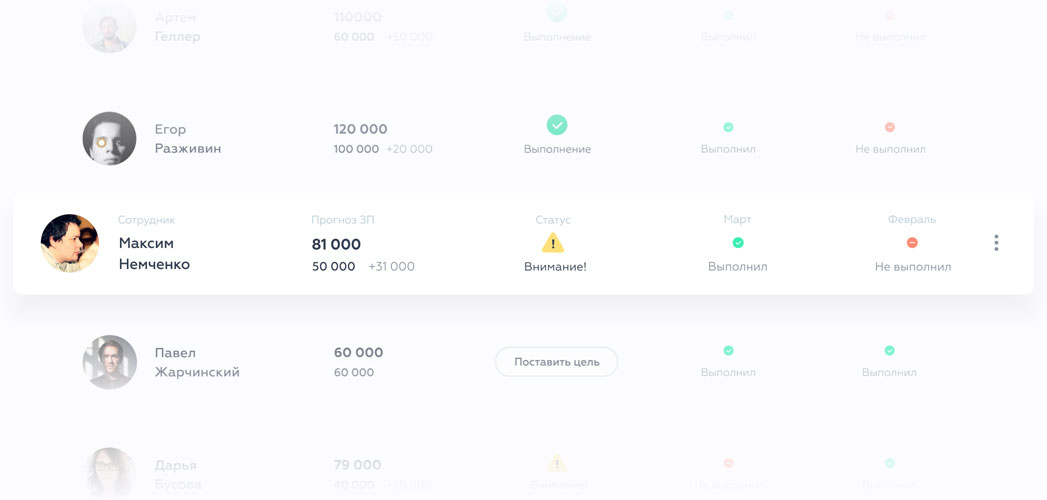 Артем 110000
Геллер 60 000 +50 000 Выполнение Выполнил Не выполнил
Егор 120 000
Разживин 100 000 +20 000 Выполнение Выполнил Не выполнил
Сотрудник Прогноз ЗП Статус Март Февраль
Максим 81 000
Немченко 50 000 +31 000 Внимание! Выполнил Не выполнил
Павел 60 000 Поставить цель
Жарчинский 60 000 Выполнил Выполнил
Дарья 79 000
Бусова 40 000 +39 000 Внимание! Не выполнил Выполнил